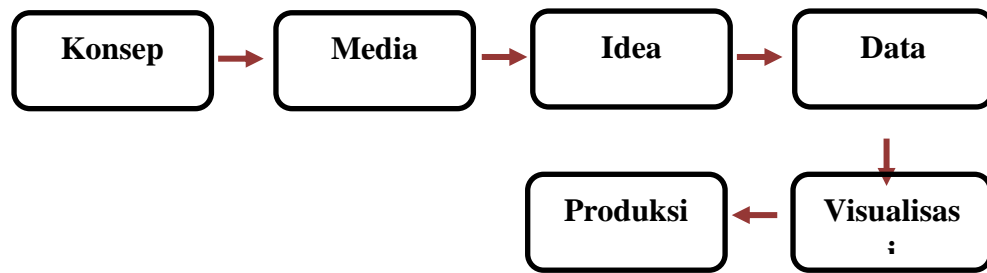 Konsep
Media
Idea
Data
Produksi
Visualisas
i